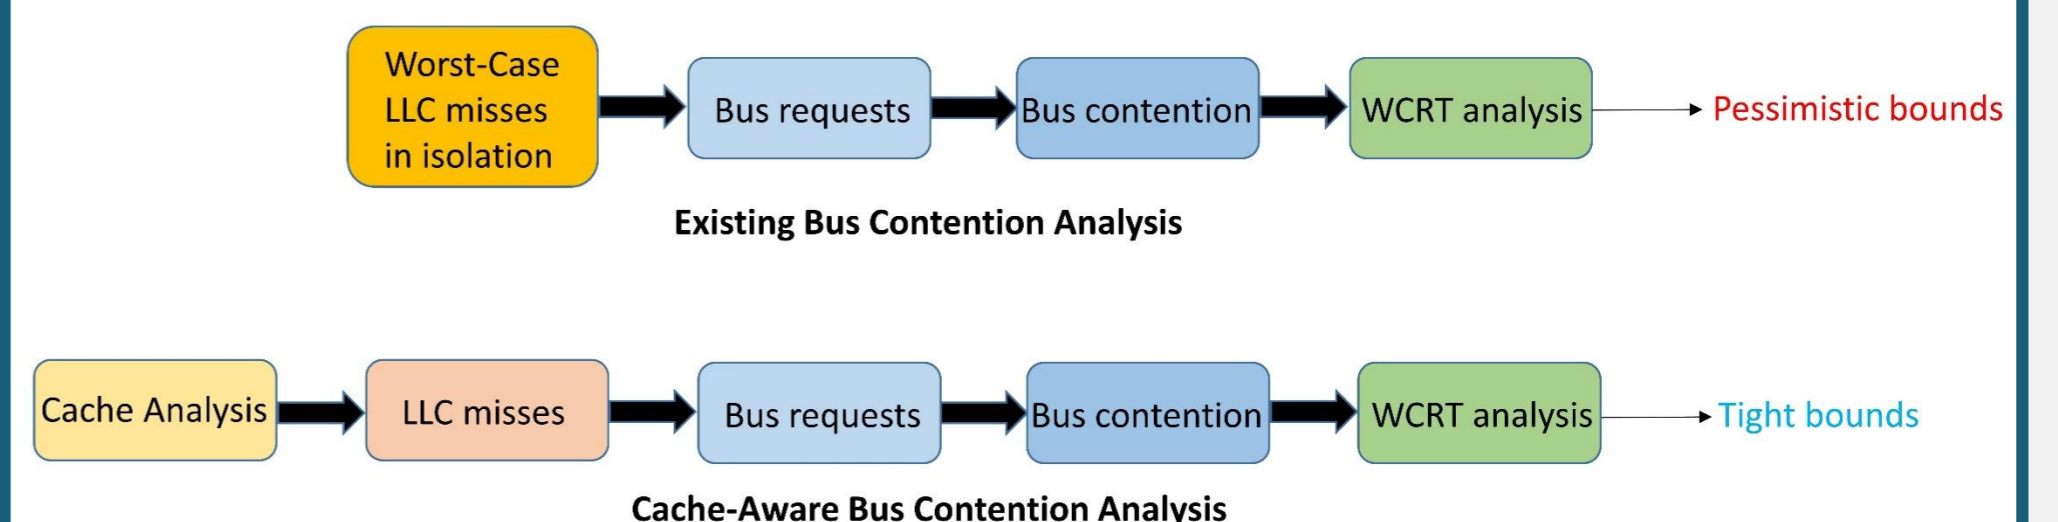 Worst-Case
LLC misses
in isolation
Bus requests
Bus contention
WCRT analysis
Pessimistic bounds
Existing Bus Contention Analysis
Cache Analysis
LLC misses
Bus requests
Bus contention
WCRT analysis
Tight bounds
Cache-Aware Bus Contention Analysis